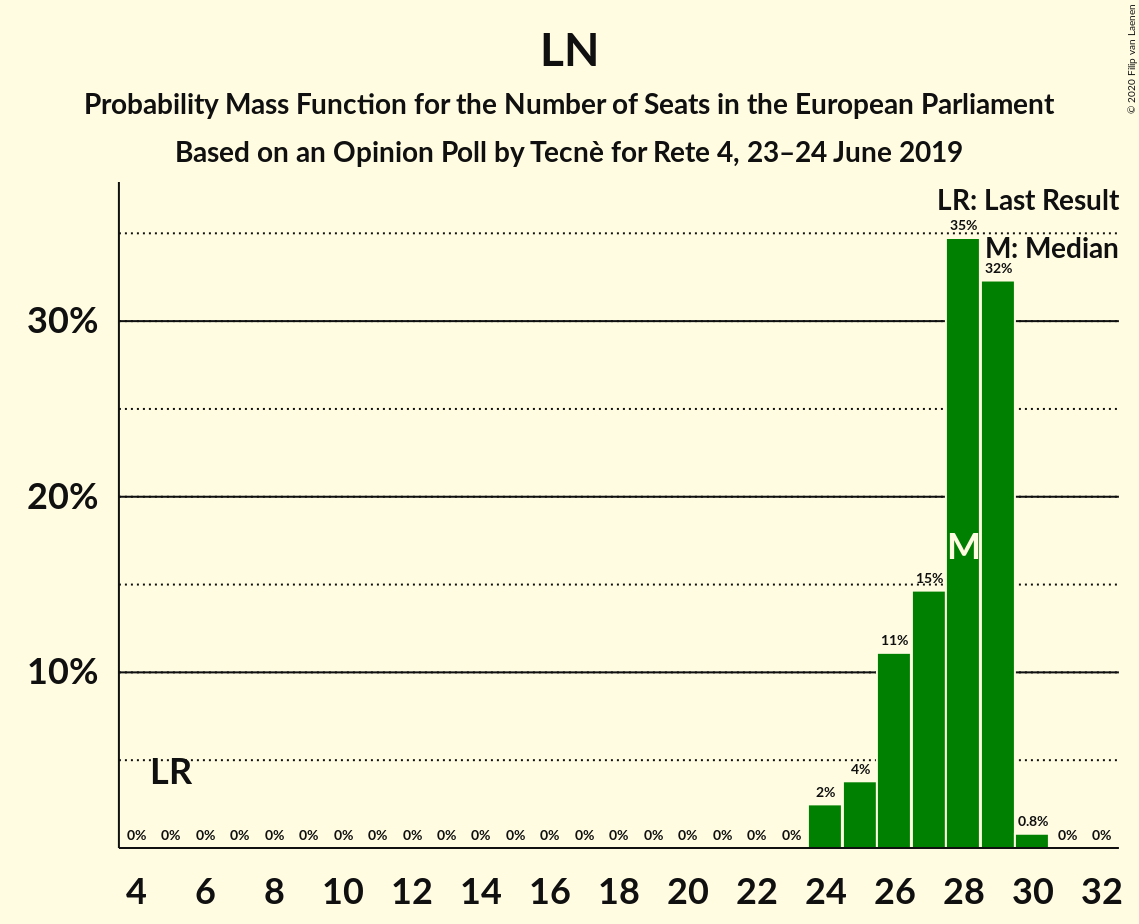 LN
Probability Mass Function for the Number of Seats in the European Parliament
Based on an Opinion Poll by Tecnè for Rete 4, 23–24 June 2019
© 2020 Filip van Laenen
LR: Last Result
M: Median
35%
32%
30%
20%
M
15%
11%
10%
LR
4%
2%
0.8%
0% 0% 0% 0% 0% 0% 0% 0% 0% 0% 0% 0% 0% 0% 0% 0% 0% 0% 0% 0% 0% 0%
4 6 8 10 12 14 16 18 20 22 24 26 28 30 32